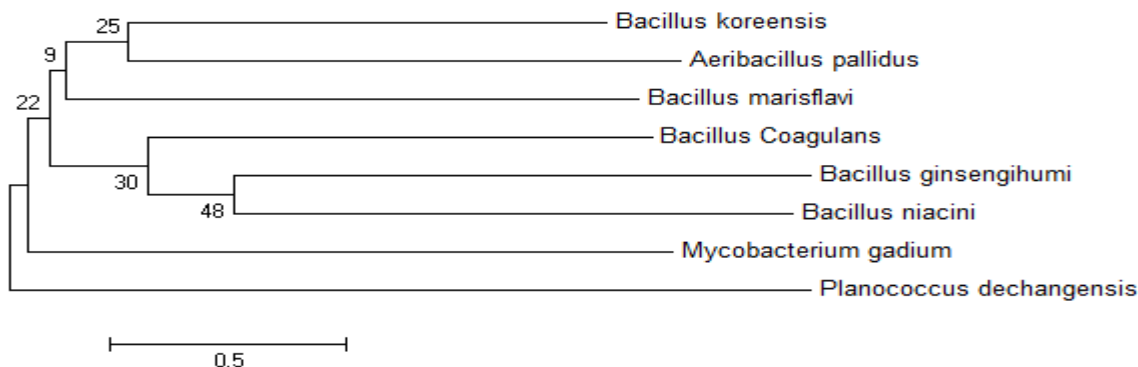 Bacillus koreensis
25
Aeribacillus pallidus
9
Bacillus marisflavi
22
Bacillus Coagulans
30
Bacillus ginsengihumi
48
Bacillus niacini
Mycobacterium gadium
Planococcus dechangensis
0.5